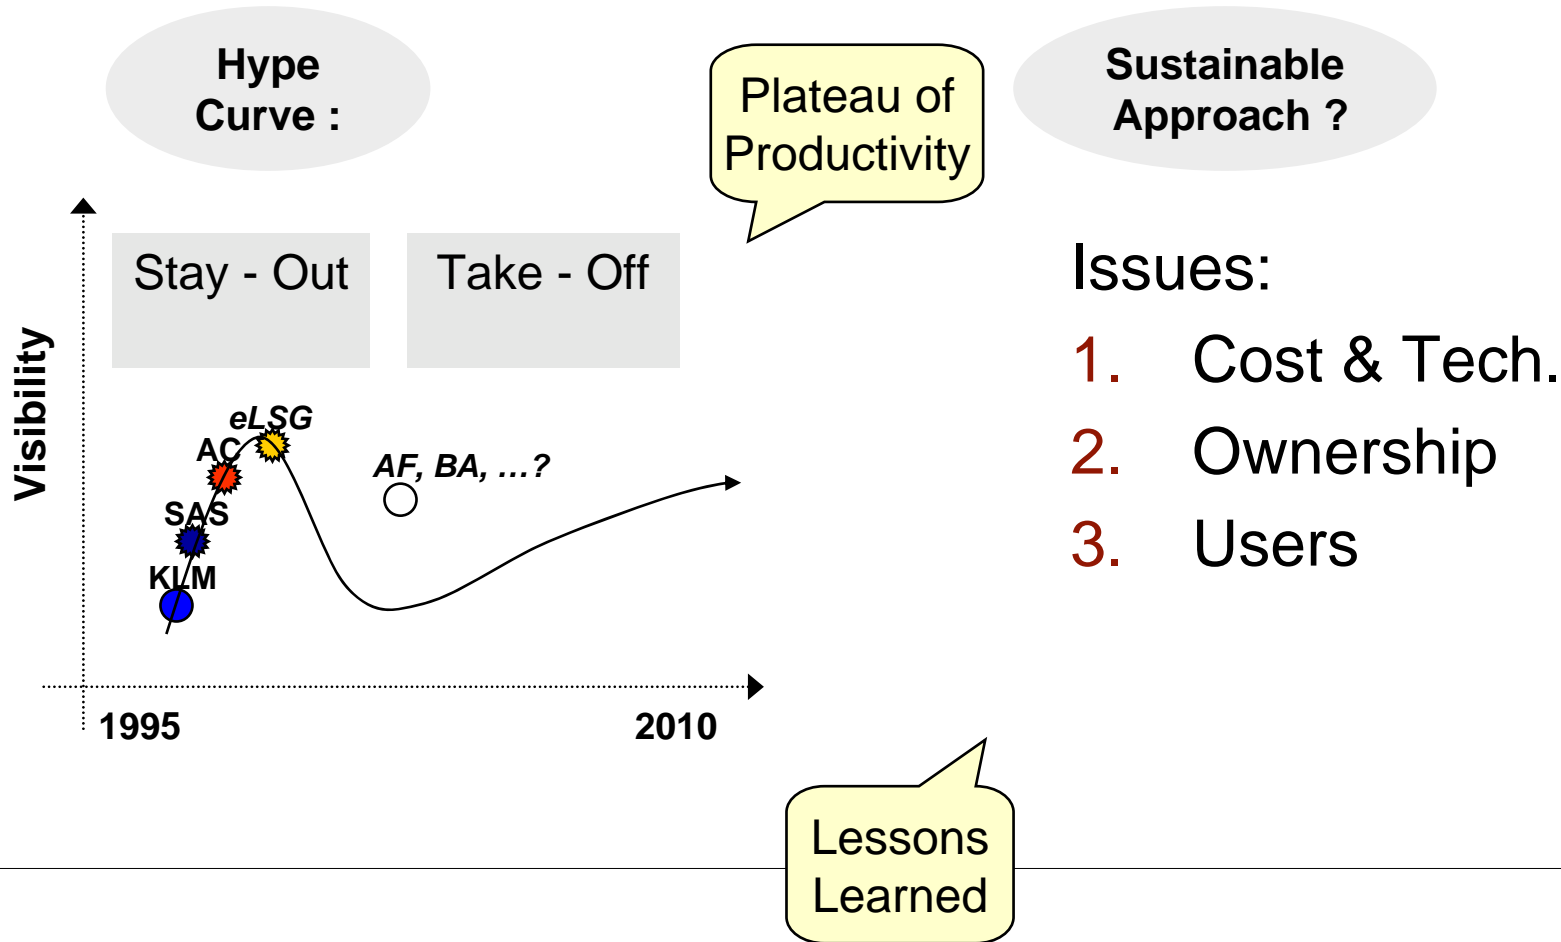 Hype
Curve :
Plateau of
Productivity
Sustainable
Approach ?
Stay - Out
Take - Off
Visibility
eLSG
AC
AF, BA, …?
SAS
KLM
1995
2010
Issues:
1. Cost & Tech.
2. Ownership
3. Users
Lessons
Learned